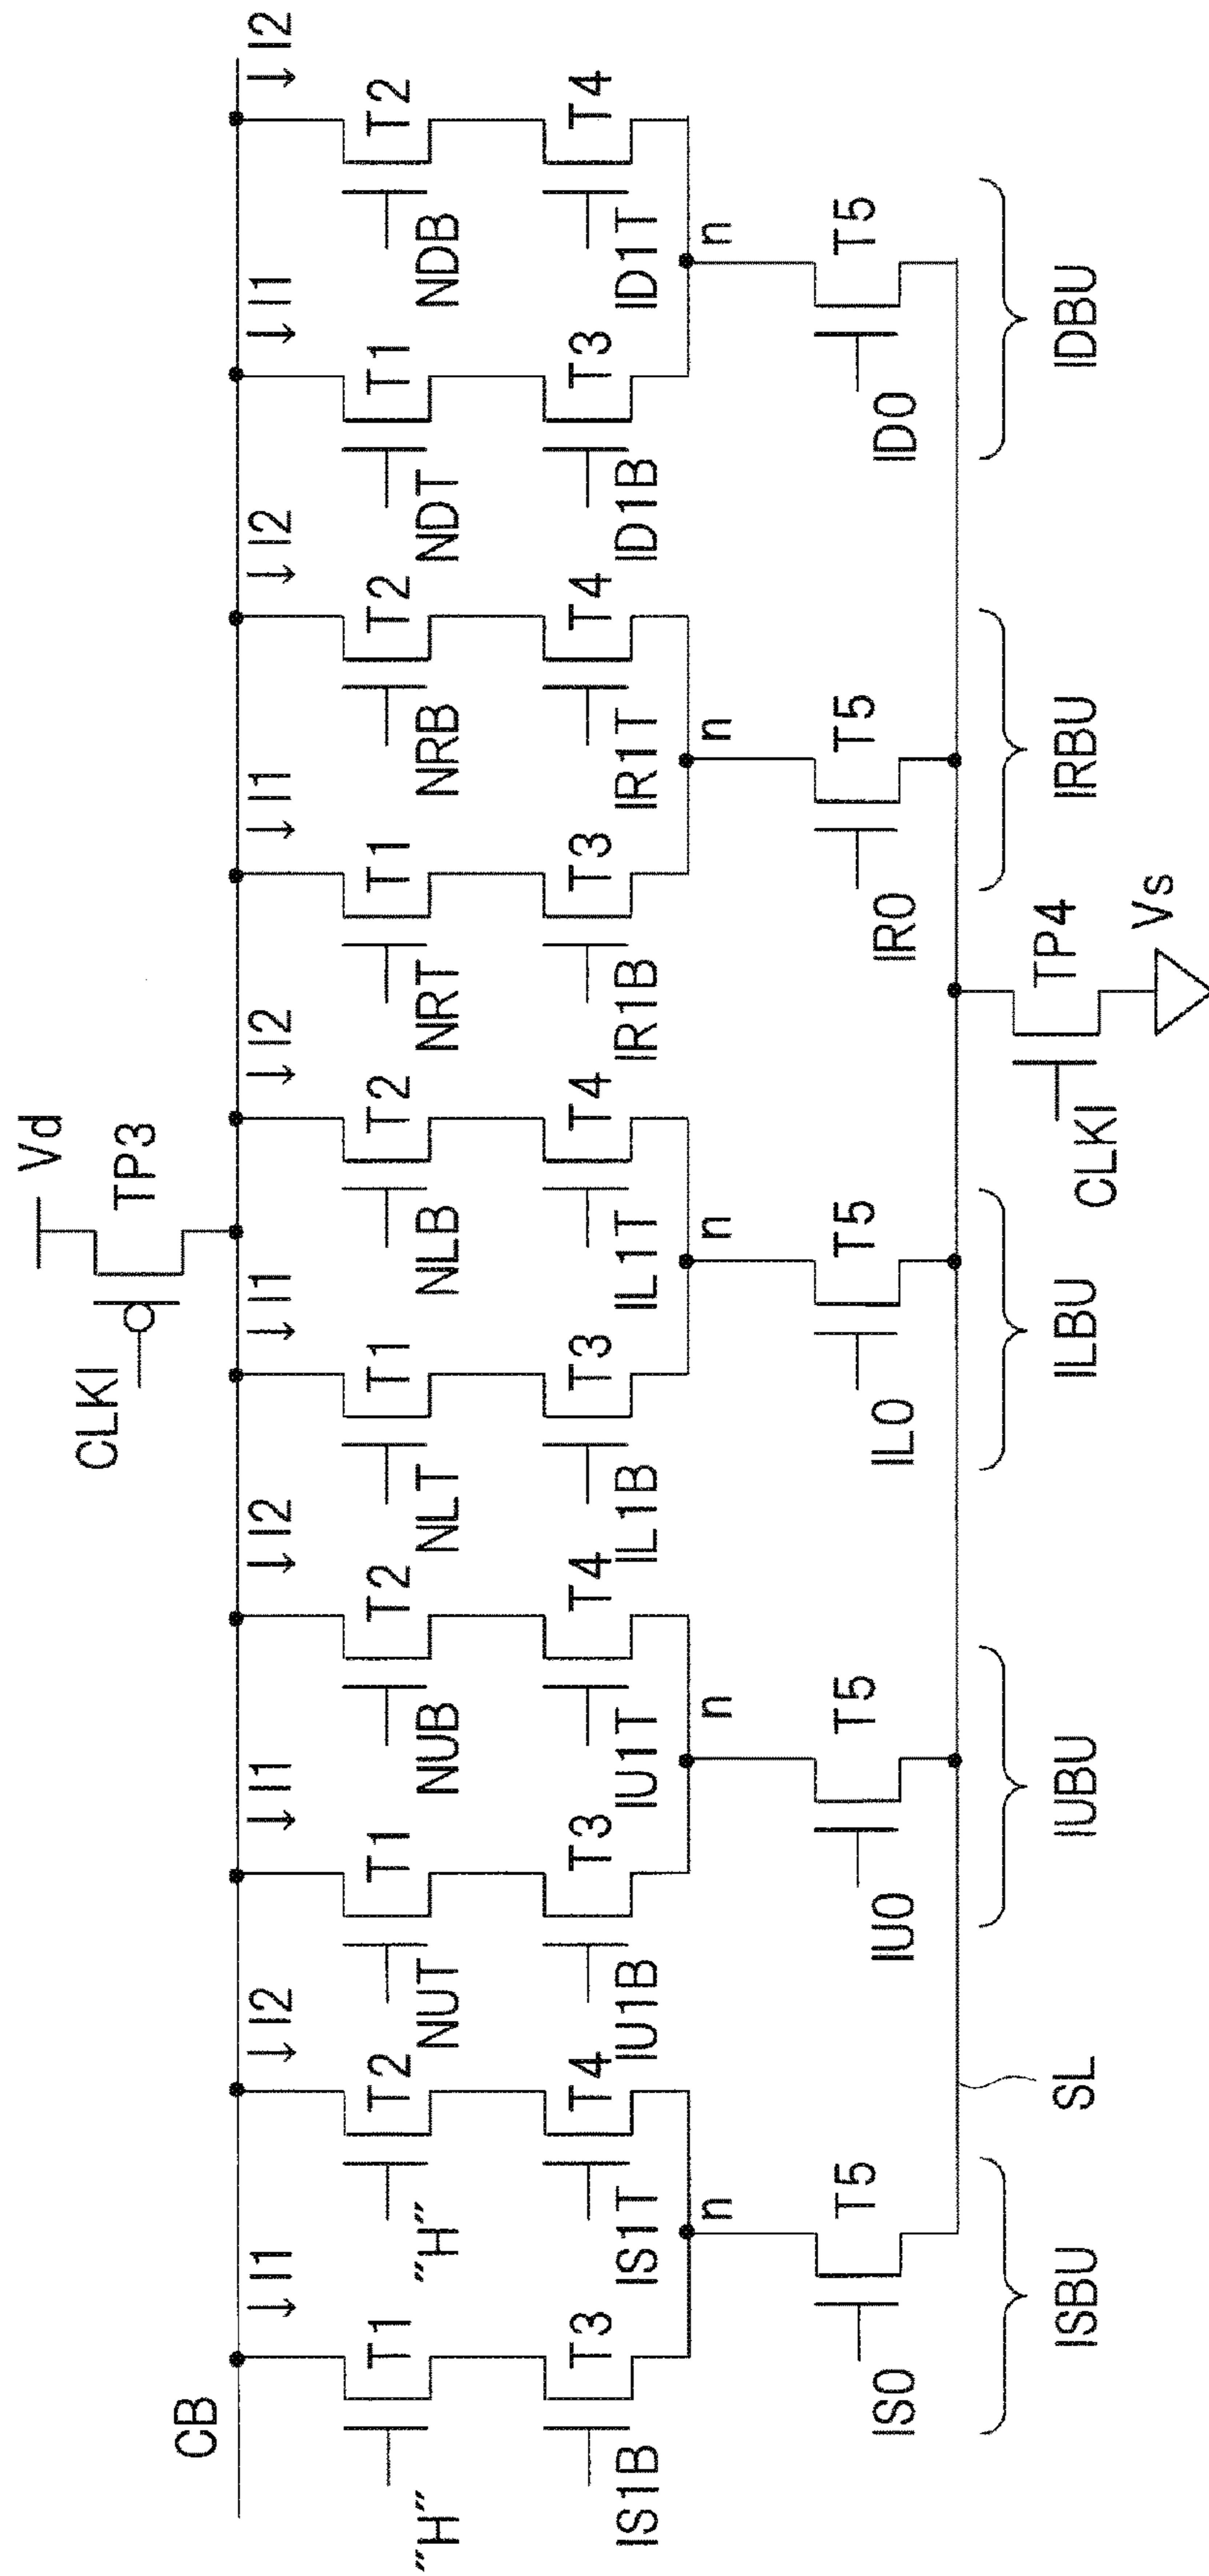 Vd
TP3
CLKI
CB
I1 I2 I1 I2 I1 I2 I1 I2 I1 I2
T1 T2 T1 T2 T1 T2 T1 T2 T1 T2
"H" "H" NUT NUB NLT NLB NRT NRB NDT NDB
T3 T4 T3 T4 T3 T4 T3 T4 T3 T4
IS1B IS1T IU1B IU1T IL1B IL1T IR1B IR1T ID1B ID1T
n n n n n
T5 T5 T5 T5 T5
IS0 IU0 IL0 IR0 ID0
SL
TP4
CLKI
Vs
ISBU IUBU ILBU IRBU IDBU